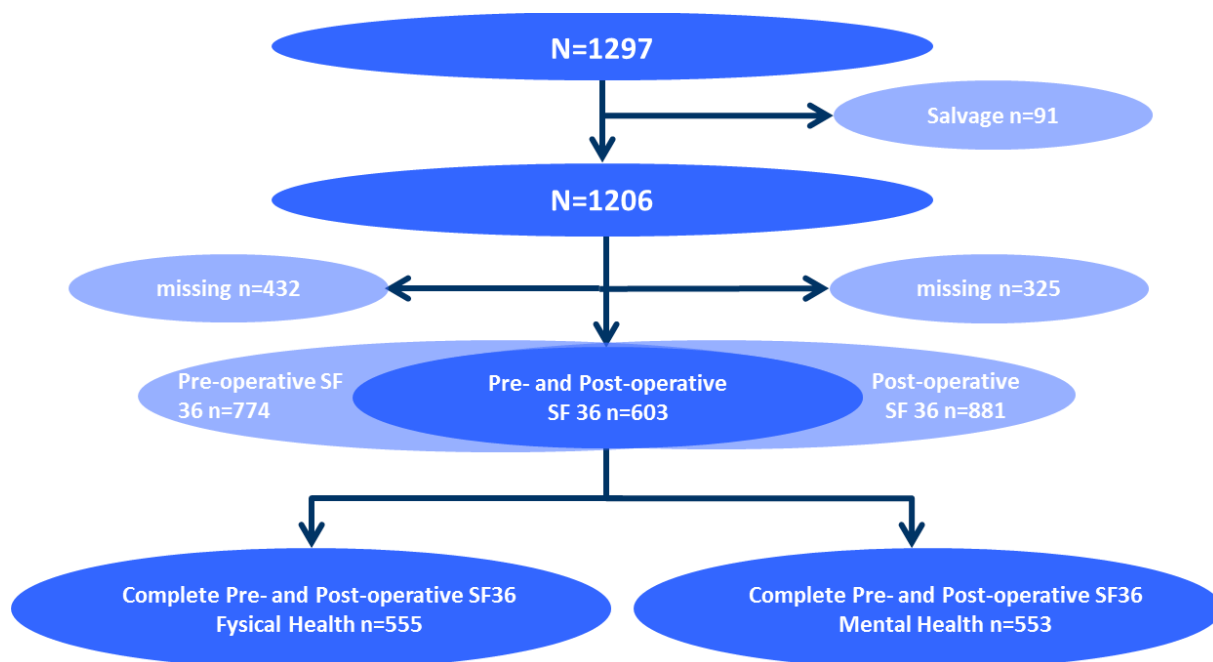 N=1297
Salvage n=91
N=1206
missing n=432
missing n=325
Pre-operative SF
36 n=774
Pre- and Post-operative
SF 36 n=603
Post-operative
SF 36 n=881
Complete Pre- and Post-operative SF36
Fysical Health n=555
Complete Pre- and Post-operative SF36
Mental Health n=553